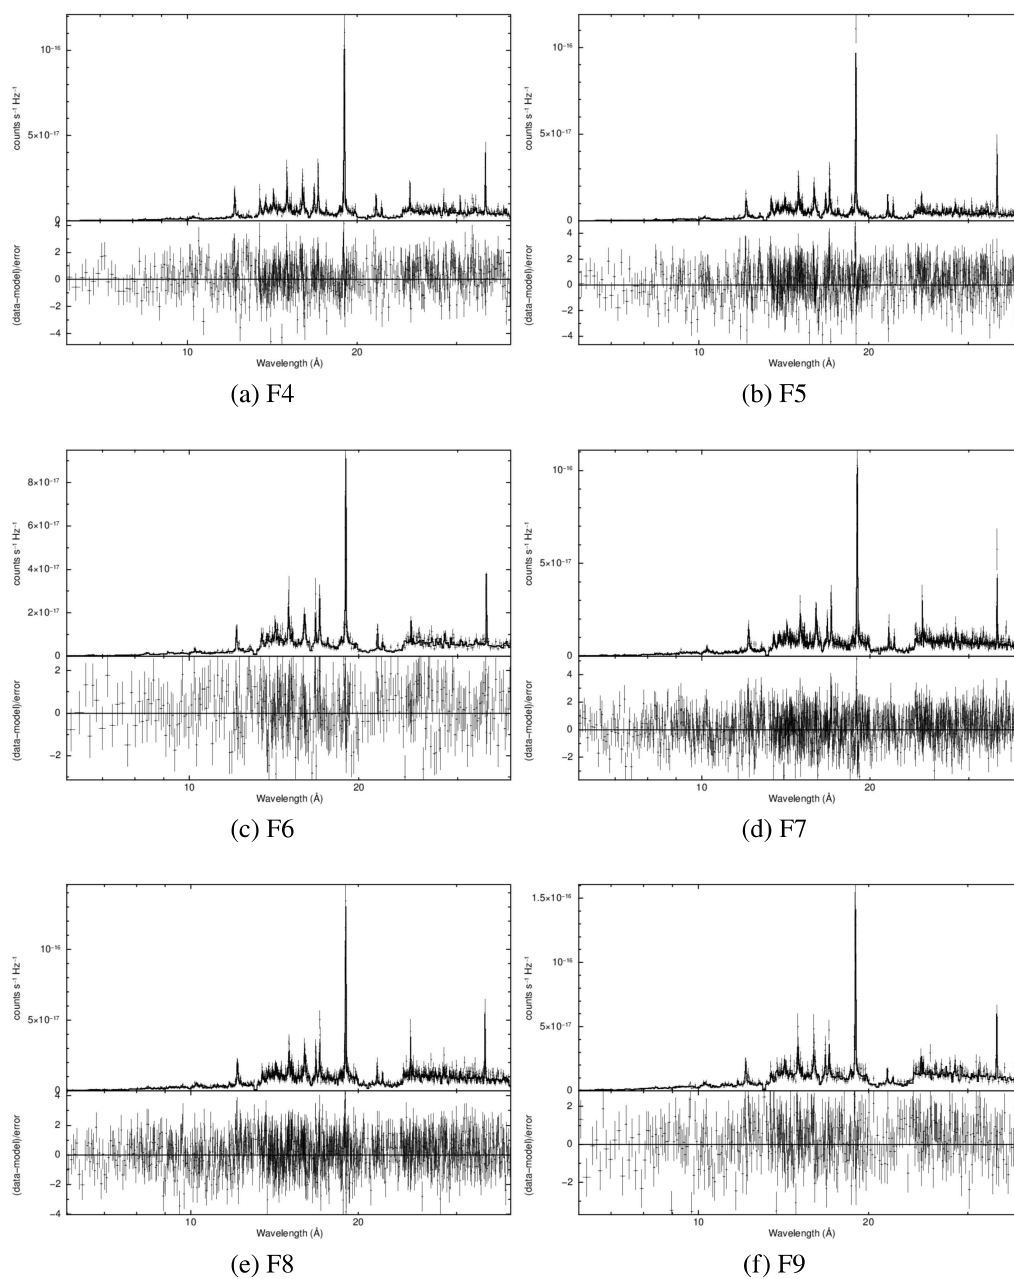 10⁻¹⁶
counts s⁻¹ Hz⁻¹
5×10⁻¹⁷
0
4
2
(data−model)/error
0
−2
−4
10
20
Wavelength (Å)
(a) F4
10⁻¹⁶
counts s⁻¹ Hz⁻¹
5×10⁻¹⁷
0
4
2
(data−model)/error
0
−2
−4
10
20
Wavelength (Å)
(b) F5
8×10⁻¹⁷
counts s⁻¹ Hz⁻¹
6×10⁻¹⁷
4×10⁻¹⁷
2×10⁻¹⁷
0
2
(data−model)/error
0
−2
10
20
Wavelength (Å)
(c) F6
10⁻¹⁶
counts s⁻¹ Hz⁻¹
5×10⁻¹⁷
0
4
2
(data−model)/error
0
−2
10
20
Wavelength (Å)
(d) F7
10⁻¹⁶
counts s⁻¹ Hz⁻¹
5×10⁻¹⁷
0
4
2
(data−model)/error
0
−2
−4
10
20
Wavelength (Å)
(e) F8
1.5×10⁻¹⁶
10⁻¹⁶
counts s⁻¹ Hz⁻¹
5×10⁻¹⁷
0
2
(data−model)/error
0
−2
10
20
Wavelength (Å)
(f) F9